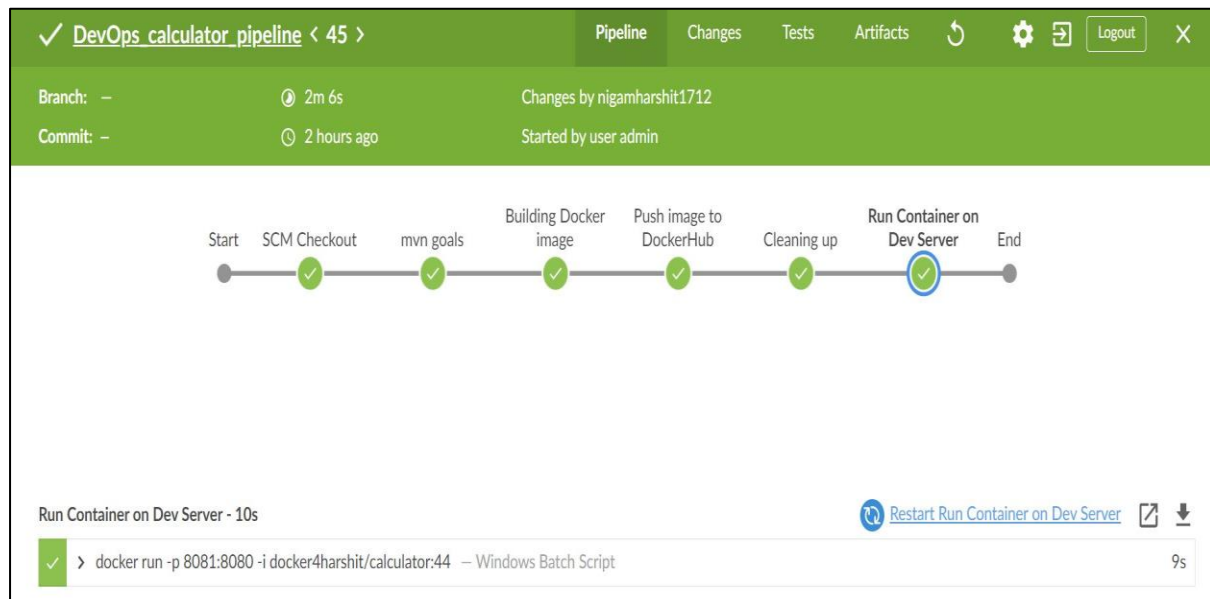 DevOps_calculator_pipeline < 45 >
Pipeline
Changes
Tests
Artifacts
Logout
X
Branch: –
2m 6s
Changes by nigamharshit1712
Commit: –
2 hours ago
Started by user admin
Start
SCM Checkout
mvn goals
Building Docker
image
Push image to
DockerHub
Cleaning up
Run Container on
Dev Server
End
Run Container on Dev Server - 10s
Restart Run Container on Dev Server
> docker run -p 8081:8080 -i docker4harshit/calculator:44 — Windows Batch Script
9s